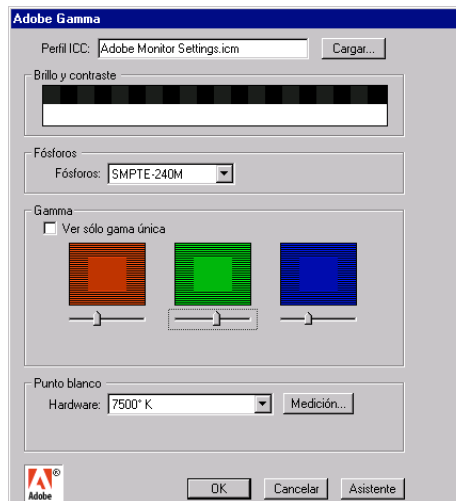 Adobe Gamma
Perfil ICC: Adobe Monitor Settings.icm Cargar...
Brillo y contraste
Fósforos
Fósforos: SMPTE-240M
Gamma
Ver sólo gama única
Punto blanco
Hardware: 7500° K Medición...
Adobe ® OK Cancelar Asistente